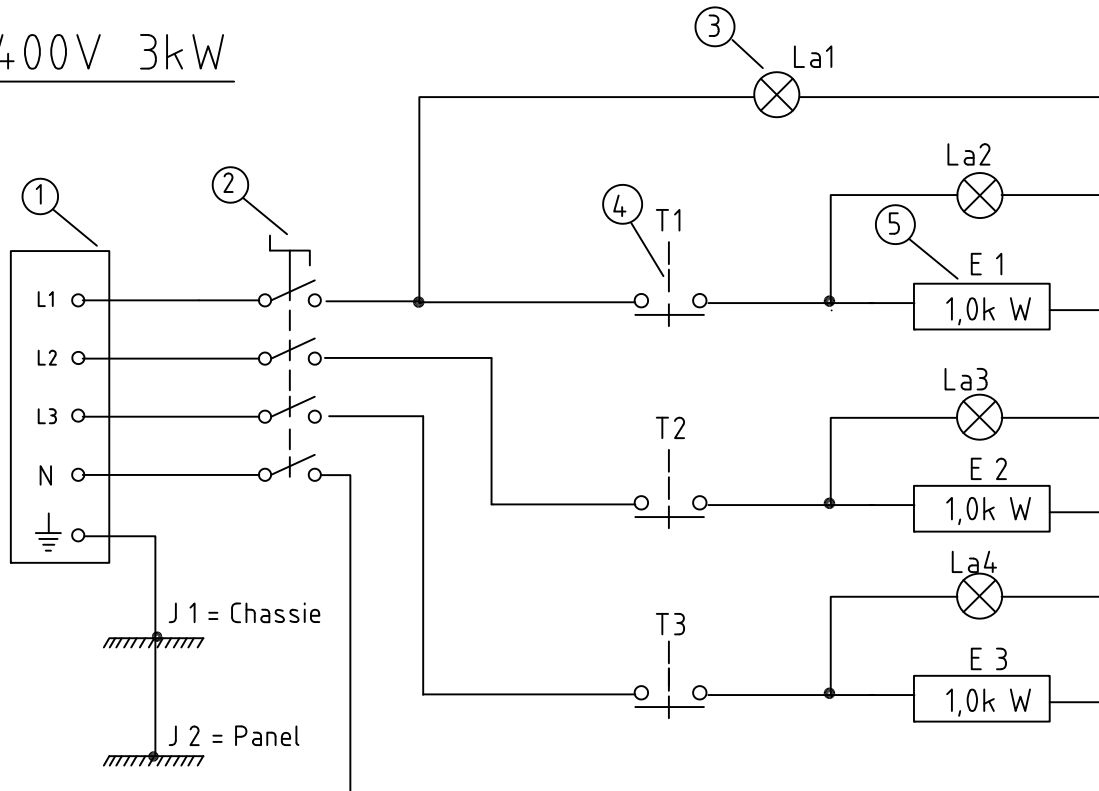 400V 3kW
3
La1
La2
1
2
4
T1
5
E 1
L1
1,0k W
L2
La3
L3
T2
E 2
N
1,0k W
La4
J 1 = Chassie
T3
E 3
1,0k W
J 2 = Panel